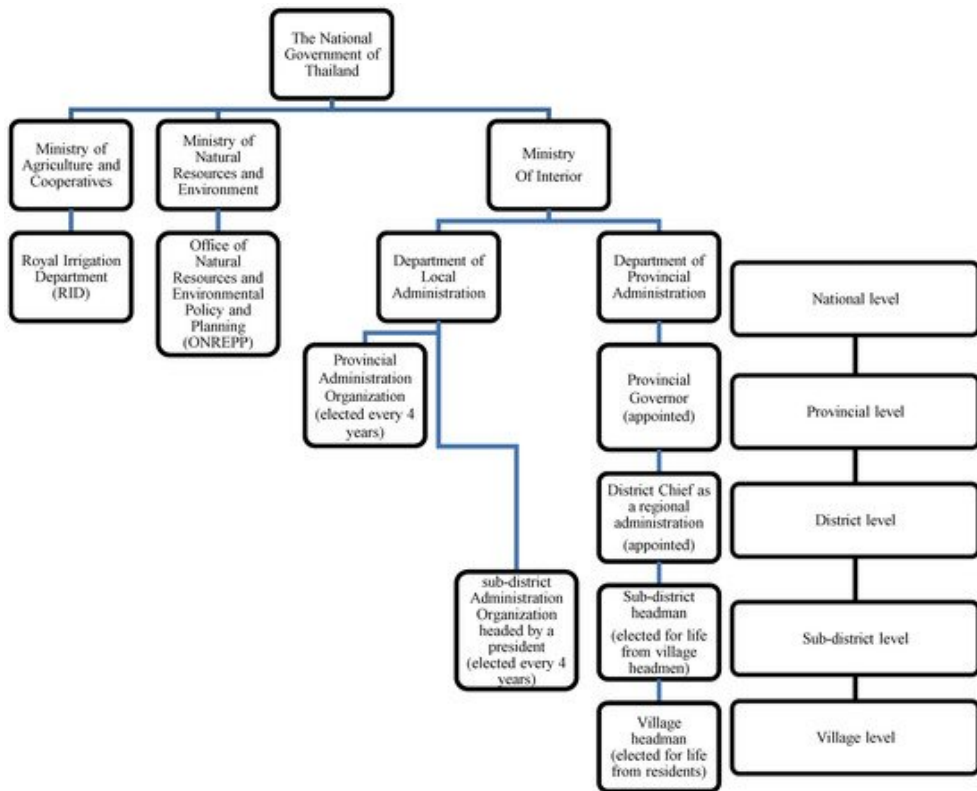 The National
Government of
Thailand
Ministry of
Agriculture and
Cooperatives
Ministry of
Natural
Resources and
Environment
Ministry
Of Interior
Royal Irrigation
Department
(RID)
Office of
Natural
Resources and
Environmental
Policy and
Planning
(ONREPP)
Department of
Local
Administration
Department of
Provincial
Administration
National level
Provincial
Administration
Organization
(elected every 4
years)
Provincial
Governor
(appointed)
Provincial level
District Chief as
a regional
administration
(appointed)
District level
sub-district
Administration
Organization
headed by a
president
(elected every 4
years)
Sub-district
headman
(elected for life
from village
headmen)
Sub-district level
Village
headman
(elected for life
from residents)
Village level